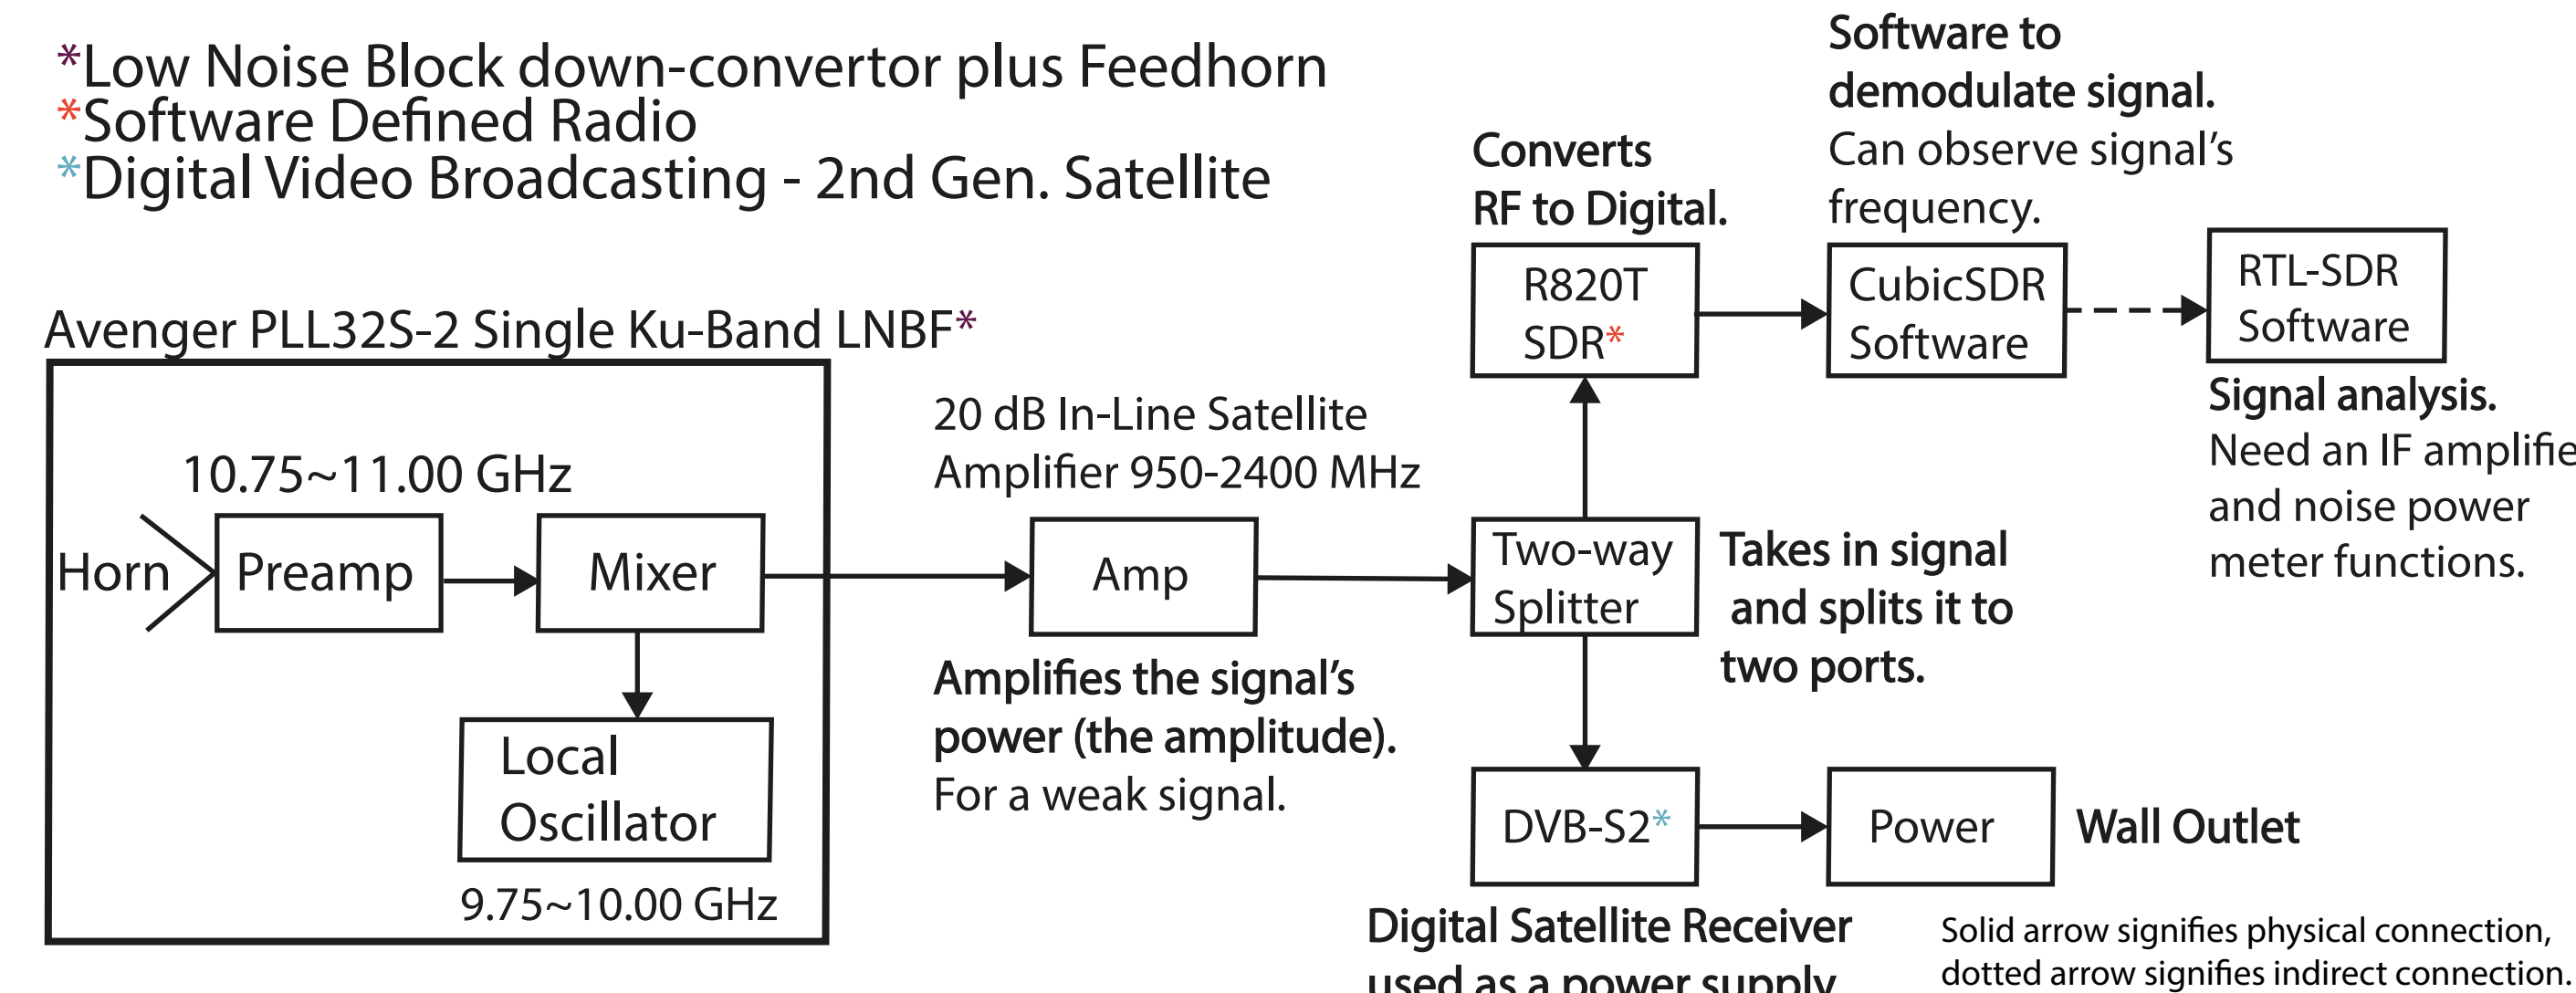 *Low Noise Block down-convertor plus Feedhorn
*Software Defined Radio
*Digital Video Broadcasting - 2nd Gen. Satellite
Avenger PLL32S-2 Single Ku-Band LNBF*
10.75~11.00 GHz
Horn
Preamp
Mixer
Local
Oscillator
9.75~10.00 GHz
20 dB In-Line Satellite
Amplifier 950-2400 MHz
Amp
Amplifies the signal's
power (the amplitude).
For a weak signal.
Two-way
Splitter
Takes in signal
and splits it to
two ports.
Converts
RF to Digital.
R820T
SDR*
Software to
demodulate signal.
Can observe signal's
frequency.
CubicSDR
Software
RTL-SDR
Software
Signal analysis.
Need an IF amplifie
and noise power
meter functions.
DVB-S2*
Digital Satellite Receiver
used as a power supply
Power
Wall Outlet
Solid arrow signifies physical connection,
dotted arrow signifies indirect connection.